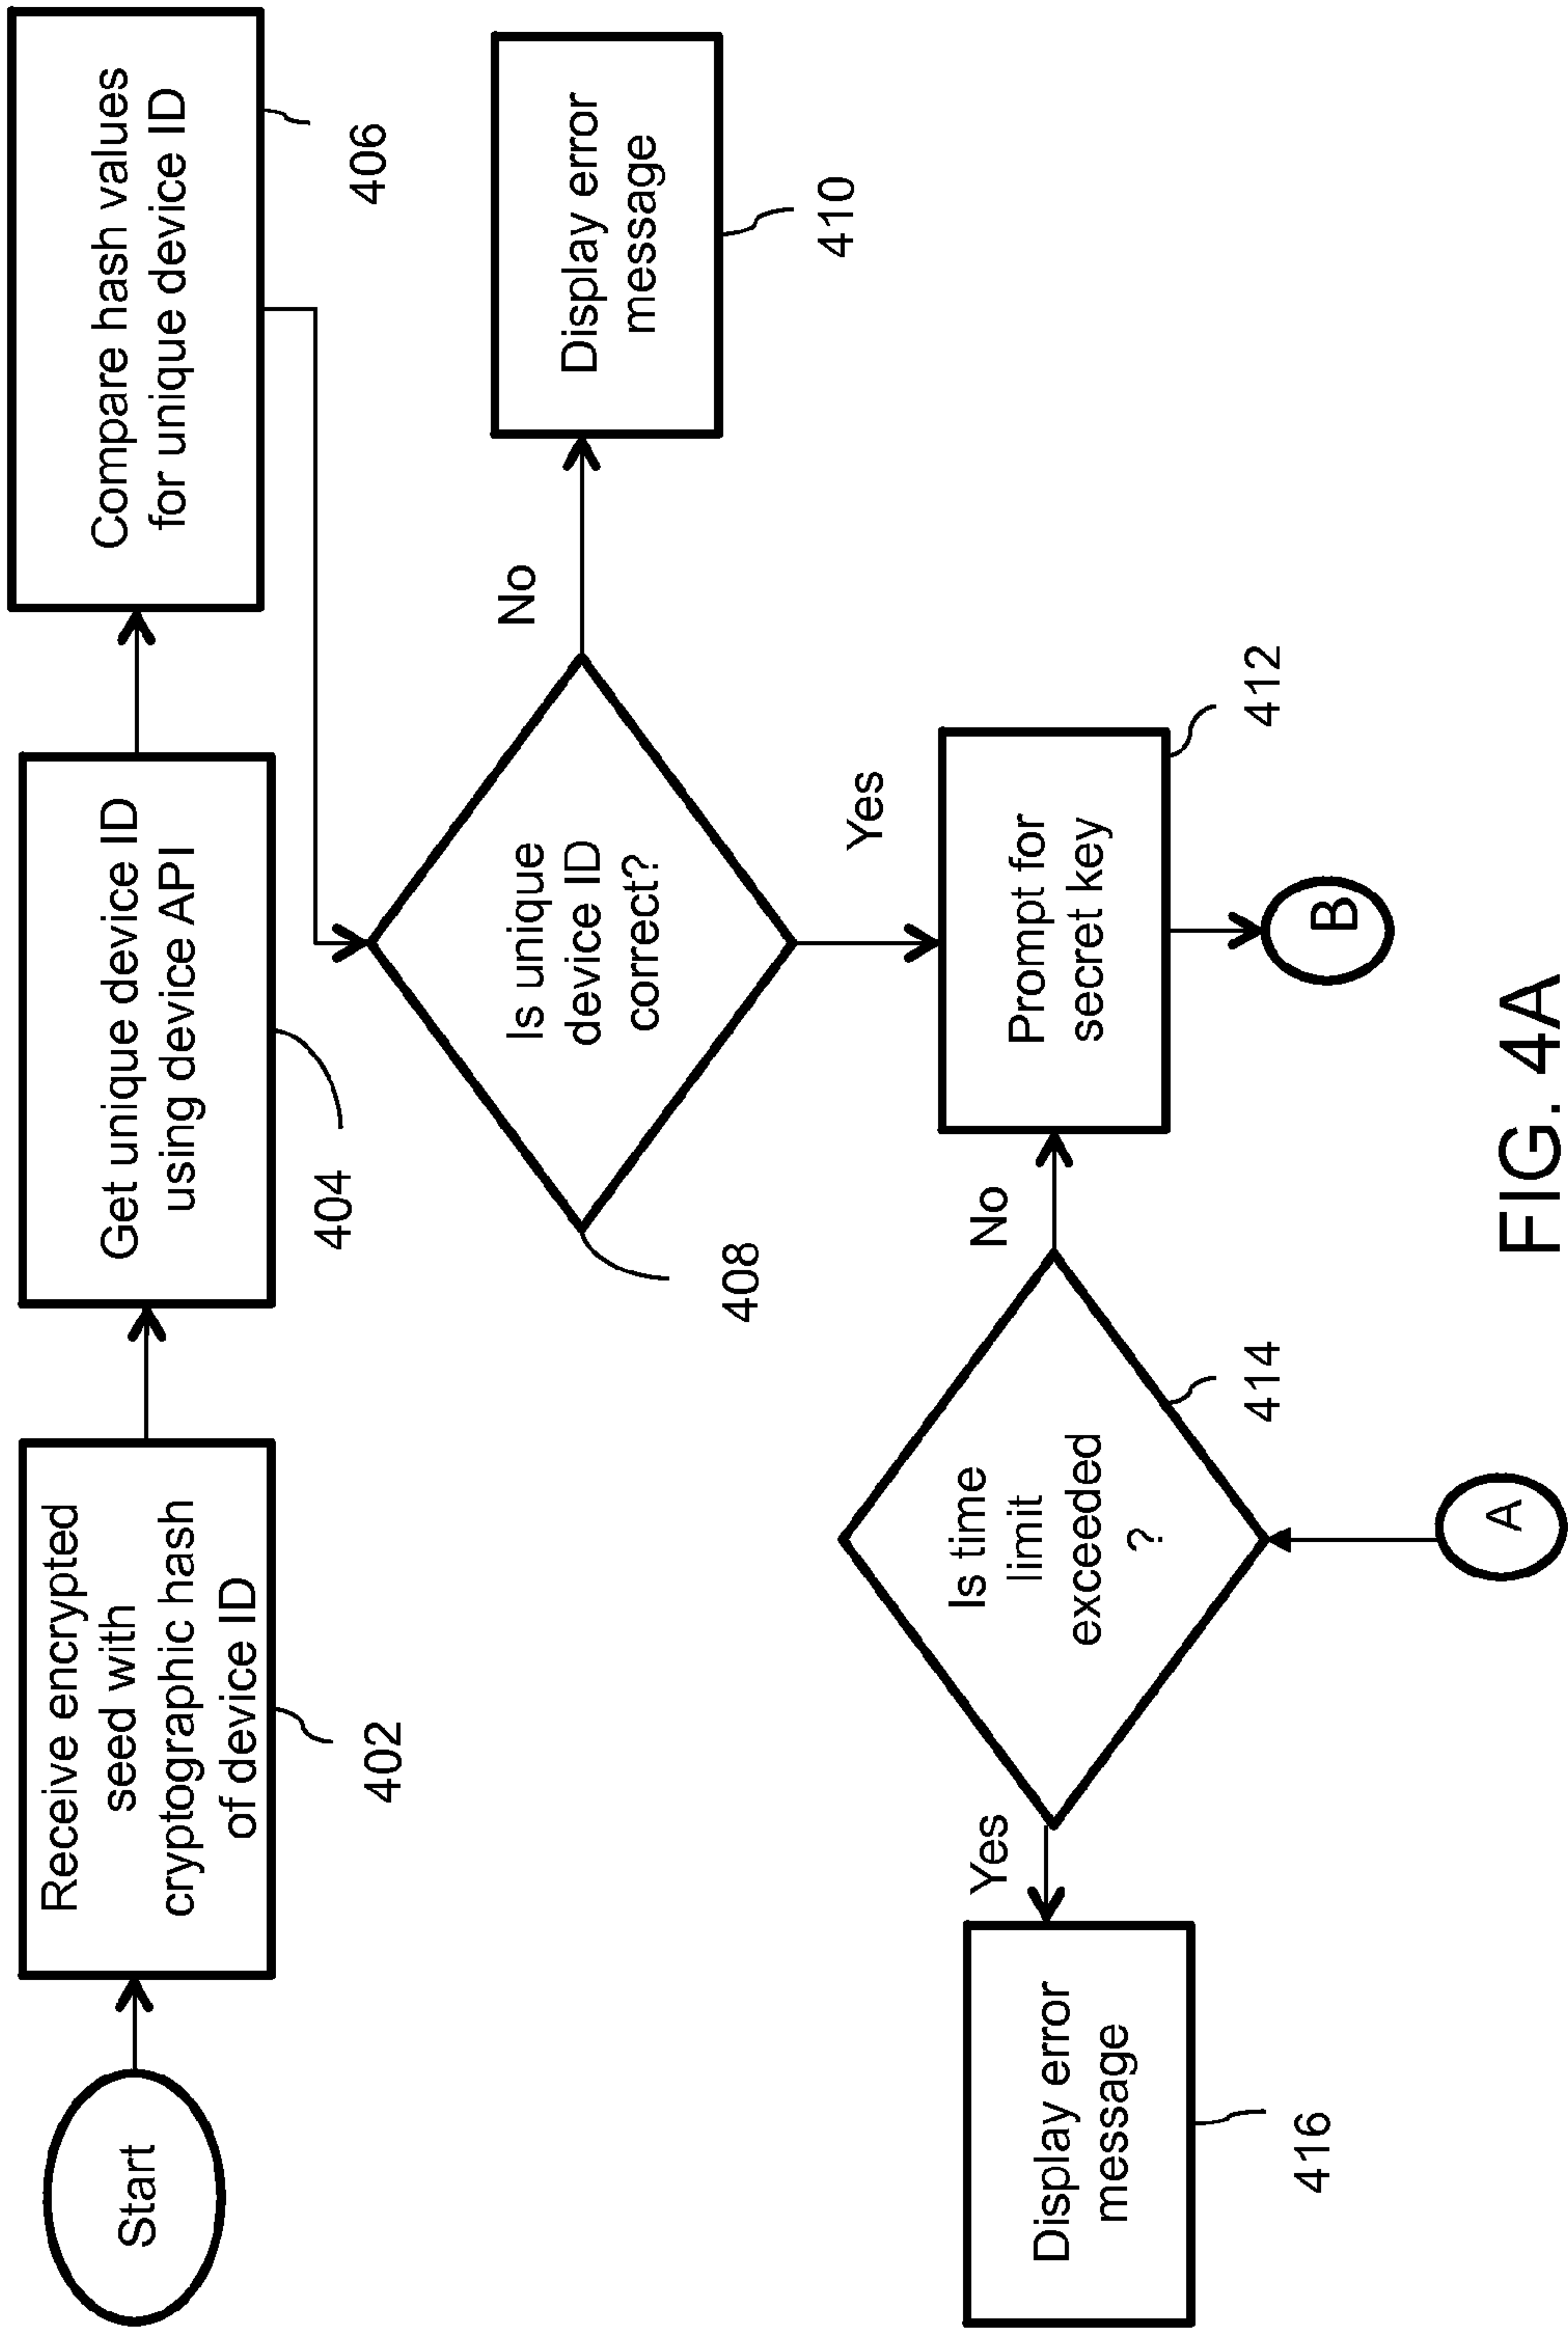 Start
Receive encrypted
seed with
cryptographic hash
of device ID
402
Get unique device ID
using device API
404
Compare hash values
for unique device ID
406
Is unique
device ID
correct?
408
No
Display error
message
410
Yes
Prompt for
secret key
412
B
No
Is time
limit
exceeded
?
414
A
Yes
Display error
message
416
FIG. 4A